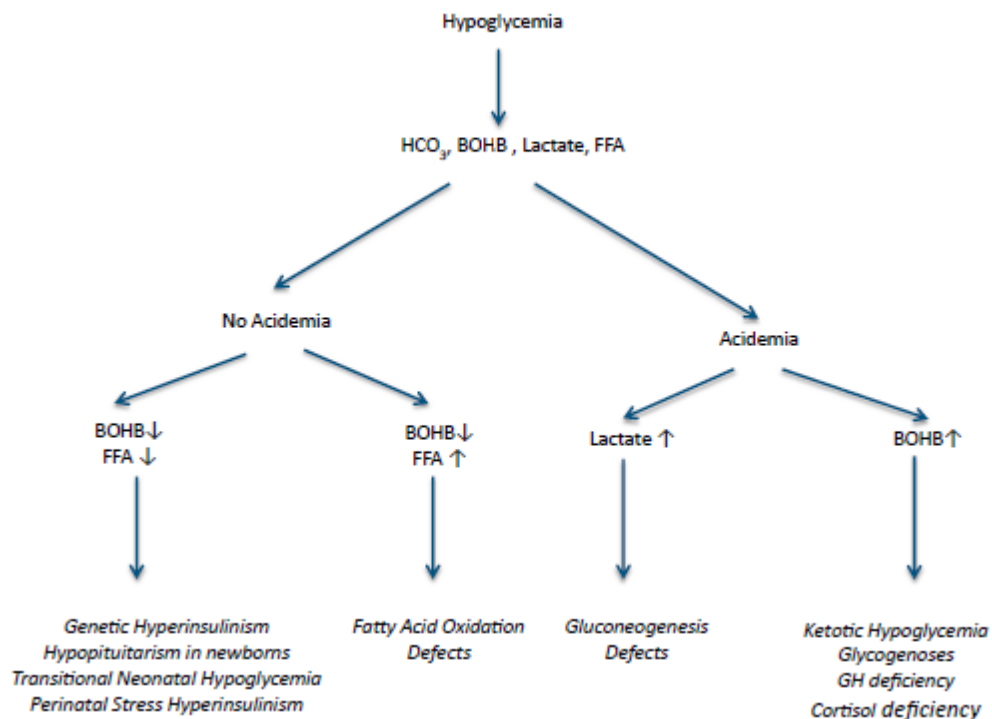 Hypoglycemia
HCO3, BOHB , Lactate, FFA
No Acidemia
Acidemia
BOHB↓
FFA ↓
BOHB↓
FFA ↑
Lactate ↑
BOHB↑
Genetic Hyperinsulinism
Hypopituitarism in newborns
Transitional Neonatal Hypoglycemia
Perinatal Stress Hyperinsulinism
Fatty Acid Oxidation
Defects
Gluconeogenesis
Defects
Ketotic Hypoglycemia
Glycogenoses
GH deficiency
Cortisol deficiency